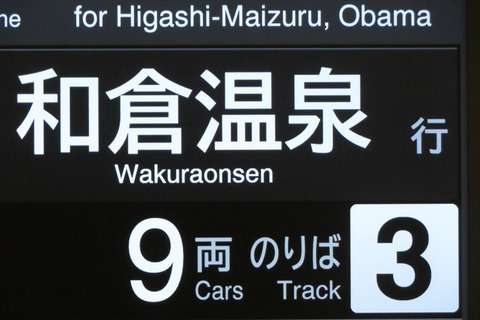 for Higashi-Maizuru, Obama
和倉温泉 行
Wakuraonsen
9 両 のりば 3
Cars Track